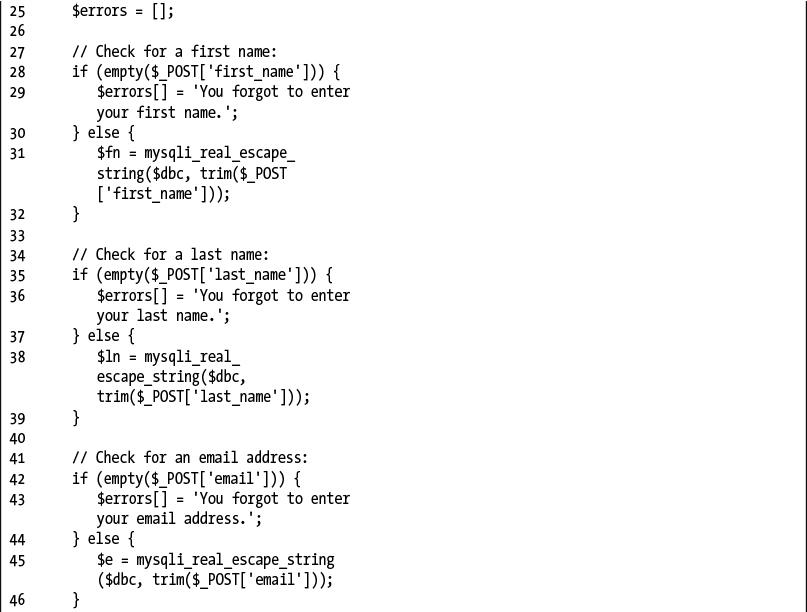 25 $errors = [];
26
27 // Check for a first name:
28 if (empty($_POST['first_name'])) {
29 $errors[] = 'You forgot to enter
your first name.';
30 } else {
31 $fn = mysqli_real_escape_
string($dbc, trim($_POST
['first_name']));
32 }
33
34 // Check for a last name:
35 if (empty($_POST['last_name'])) {
36 $errors[] = 'You forgot to enter
your last name.';
37 } else {
38 $ln = mysqli_real_
escape_string($dbc,
trim($_POST['last_name']));
39 }
40
41 // Check for an email address:
42 if (empty($_POST['email'])) {
43 $errors[] = 'You forgot to enter
your email address.';
44 } else {
45 $e = mysqli_real_escape_string
($dbc, trim($_POST['email']));
46 }